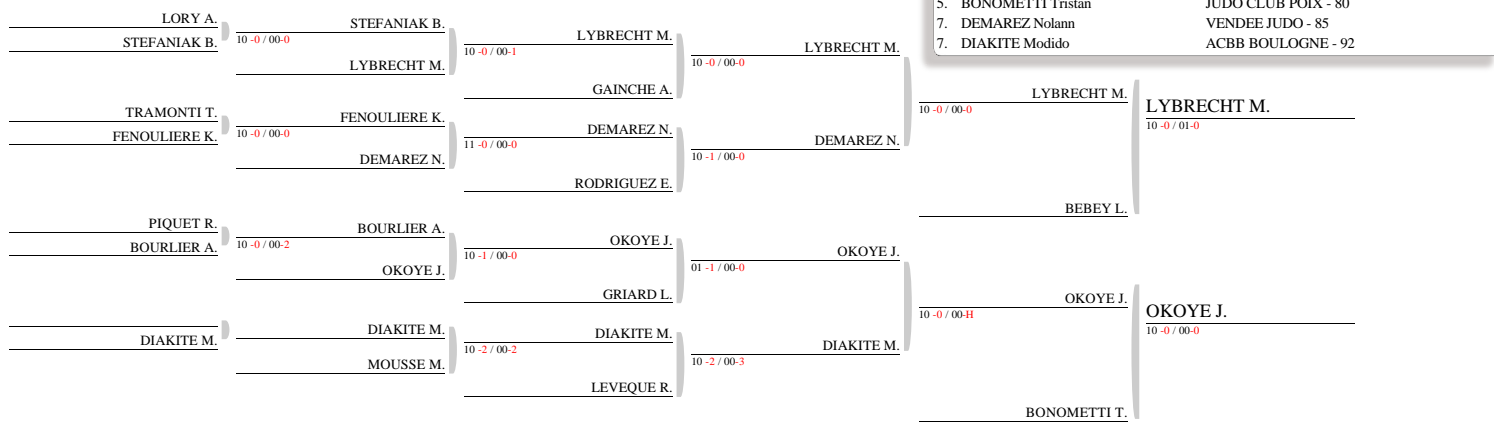 5. BONOMETTI Tristan JUDO CLUB POIX - 80
7. DEMAREZ Nolann VENDEE JUDO - 85
7. DIAKITE Modido ACBB BOULOGNE - 92
LORY A.
STEFANIAK B.
TRAMONTI T.
FENOULIERE K.
PIQUET R.
BOURLIER A.
DIAKITE M.
STEFANIAK B.
10 -0 / 00-0
LYBRECHT M.
FENOULIERE K.
10 -0 / 00-0
DEMAREZ N.
BOURLIER A.
10 -0 / 00-2
OKOYE J.
DIAKITE M.
MOUSSE M.
LYBRECHT M.
10 -0 / 00-1
GAINCHE A.
DEMAREZ N.
11 -0 / 00-0
RODRIGUEZ E.
OKOYE J.
10 -1 / 00-0
GRIARD L.
DIAKITE M.
10 -2 / 00-2
LEVEQUE R.
LYBRECHT M.
10 -0 / 00-0
DEMAREZ N.
10 -1 / 00-0
OKOYE J.
01 -1 / 00-0
DIAKITE M.
10 -2 / 00-3
LYBRECHT M.
10 -0 / 00-0
BEBEY L.
OKOYE J.
10 -0 / 00-H
BONOMETTI T.
LYBRECHT M.
10 -0 / 01-0
OKOYE J.
10 -0 / 00-0